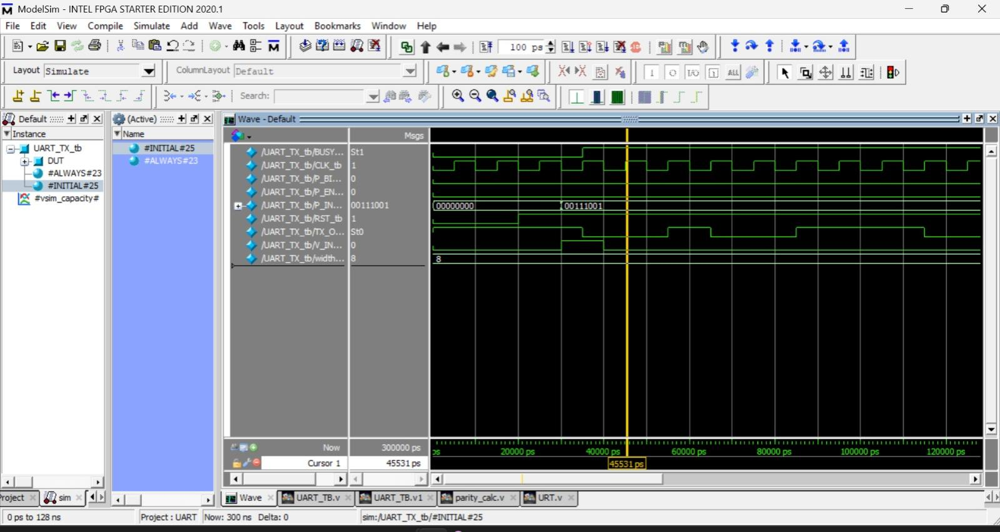 ModelSim - INTEL FPGA STARTER EDITION 2020.1
File Edit View Compile Simulate Add Wave Tools Layout Bookmarks Window Help
100 ps
Layout Simulate
ColumnLayout Default
ALL
Search:
Default
Instance
UART_TX_tb
DUT
#ALWAYS#23
#INITIAL#25
#vsim_capacity#
(Active)
Name
#INITIAL#25
#ALWAYS#23
Wave - Default
Msgs
/UART_TX_tb/BUSY... St1
/UART_TX_tb/CLK_tb 1
/UART_TX_tb/P_BI... 0
/UART_TX_tb/P_EN... 0
/UART_TX_tb/P_IN... 00111001 00000000 00111001
/UART_TX_tb/RST_tb 1
/UART_TX_tb/TX_O... St0
/UART_TX_tb/V_IN... 0
/UART_TX_tb/width... 8 8
Now 300000 ps
ps 20000 ps 40000 ps 60000 ps 80000 ps 100000 ps 120000 ps
Cursor 1 45531 ps 45531 ps
Project sim
Wave UART_TB.v UART_TB.v1 parity_calc.v URT.v
0 ps to 128 ns Project : UART Now: 300 ns Delta: 0 sim:/UART_TX_tb/#INITIAL#25